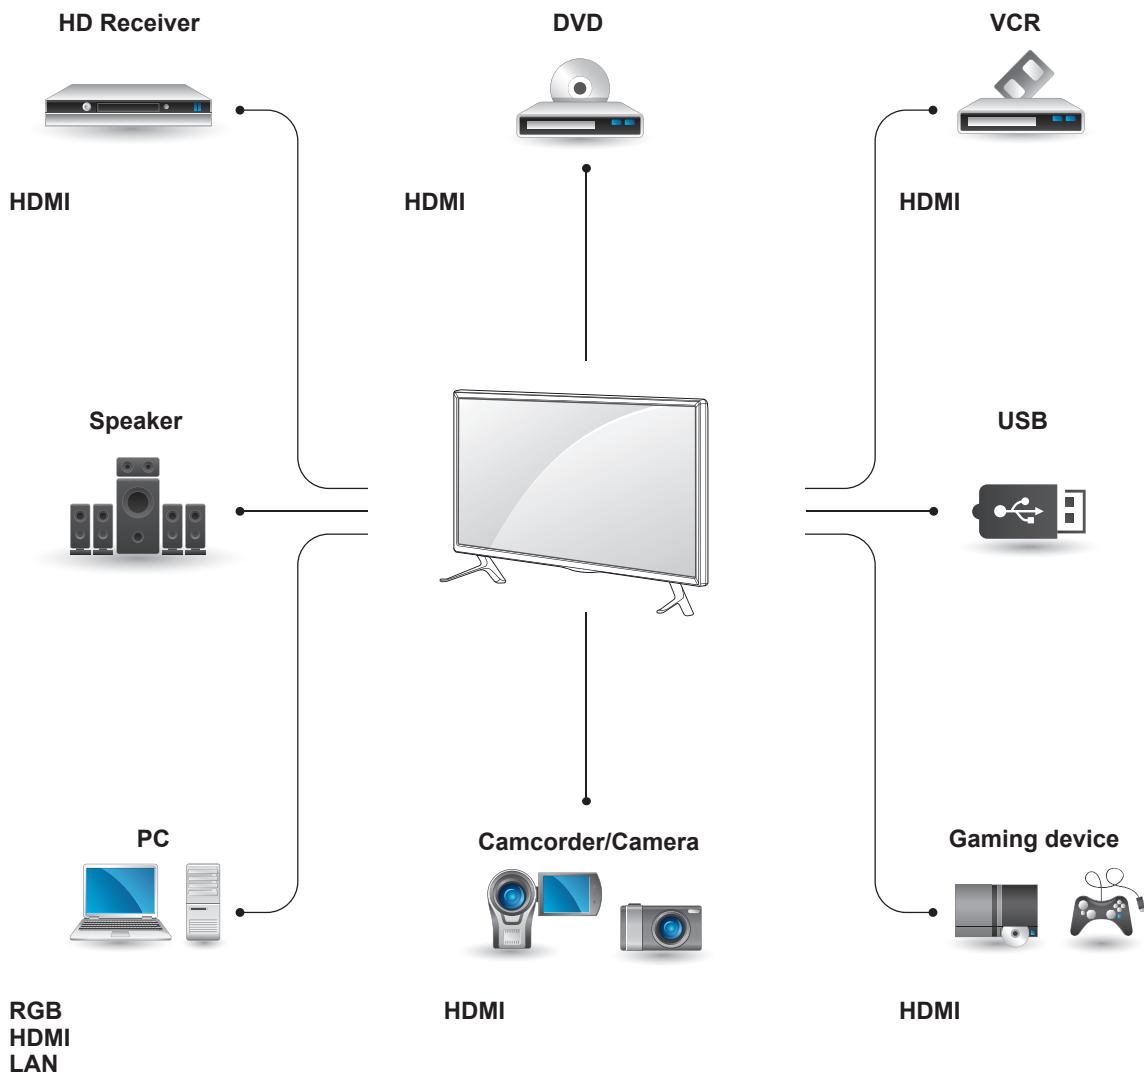 HD Receiver
DVD
VCR
HDMI
HDMI
HDMI
Speaker
USB
PC
Camcorder/Camera
Gaming device
RGB
HDMI
LAN
HDMI
HDMI